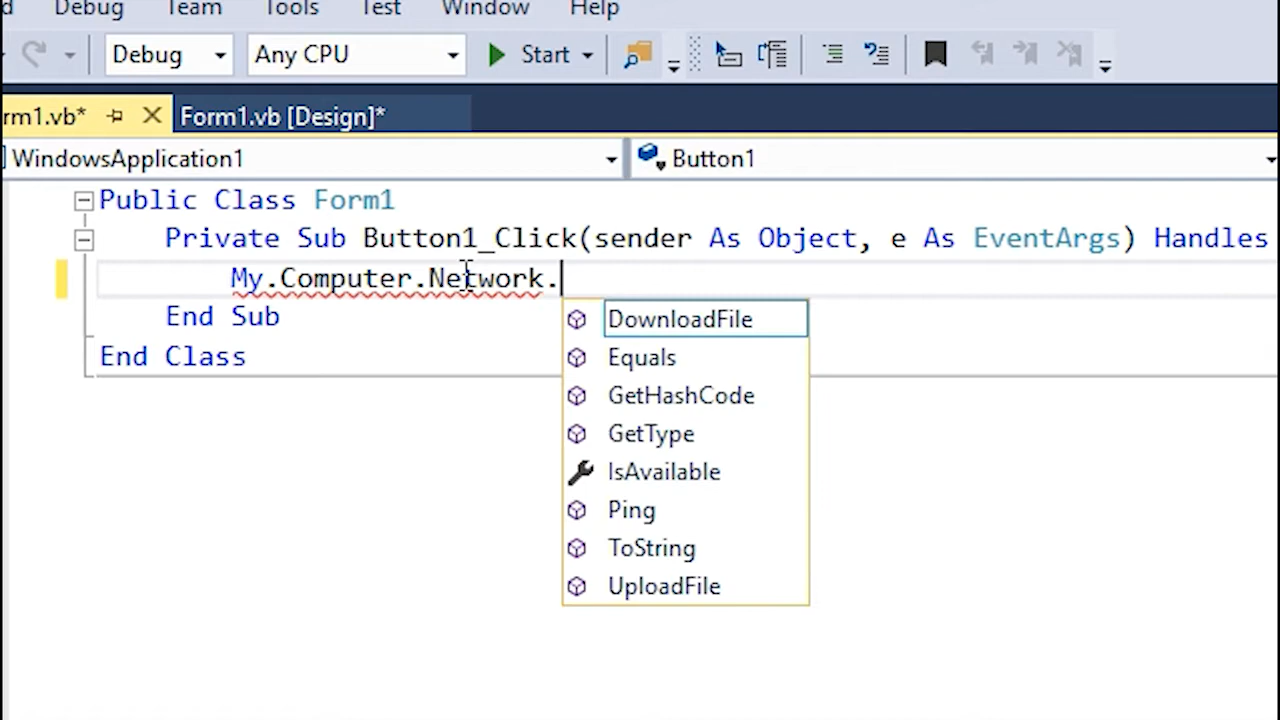 d Debug Team Tools Test Window Help
Debug Any CPU Start
rm1.vb* Form1.vb [Design]*
WindowsApplication1 Button1
Public Class Form1
Private Sub Button1_Click(sender As Object, e As EventArgs) Handles
My.Computer.Network.
End Sub
End Class
DownloadFile
Equals
GetHashCode
GetType
IsAvailable
Ping
ToString
UploadFile